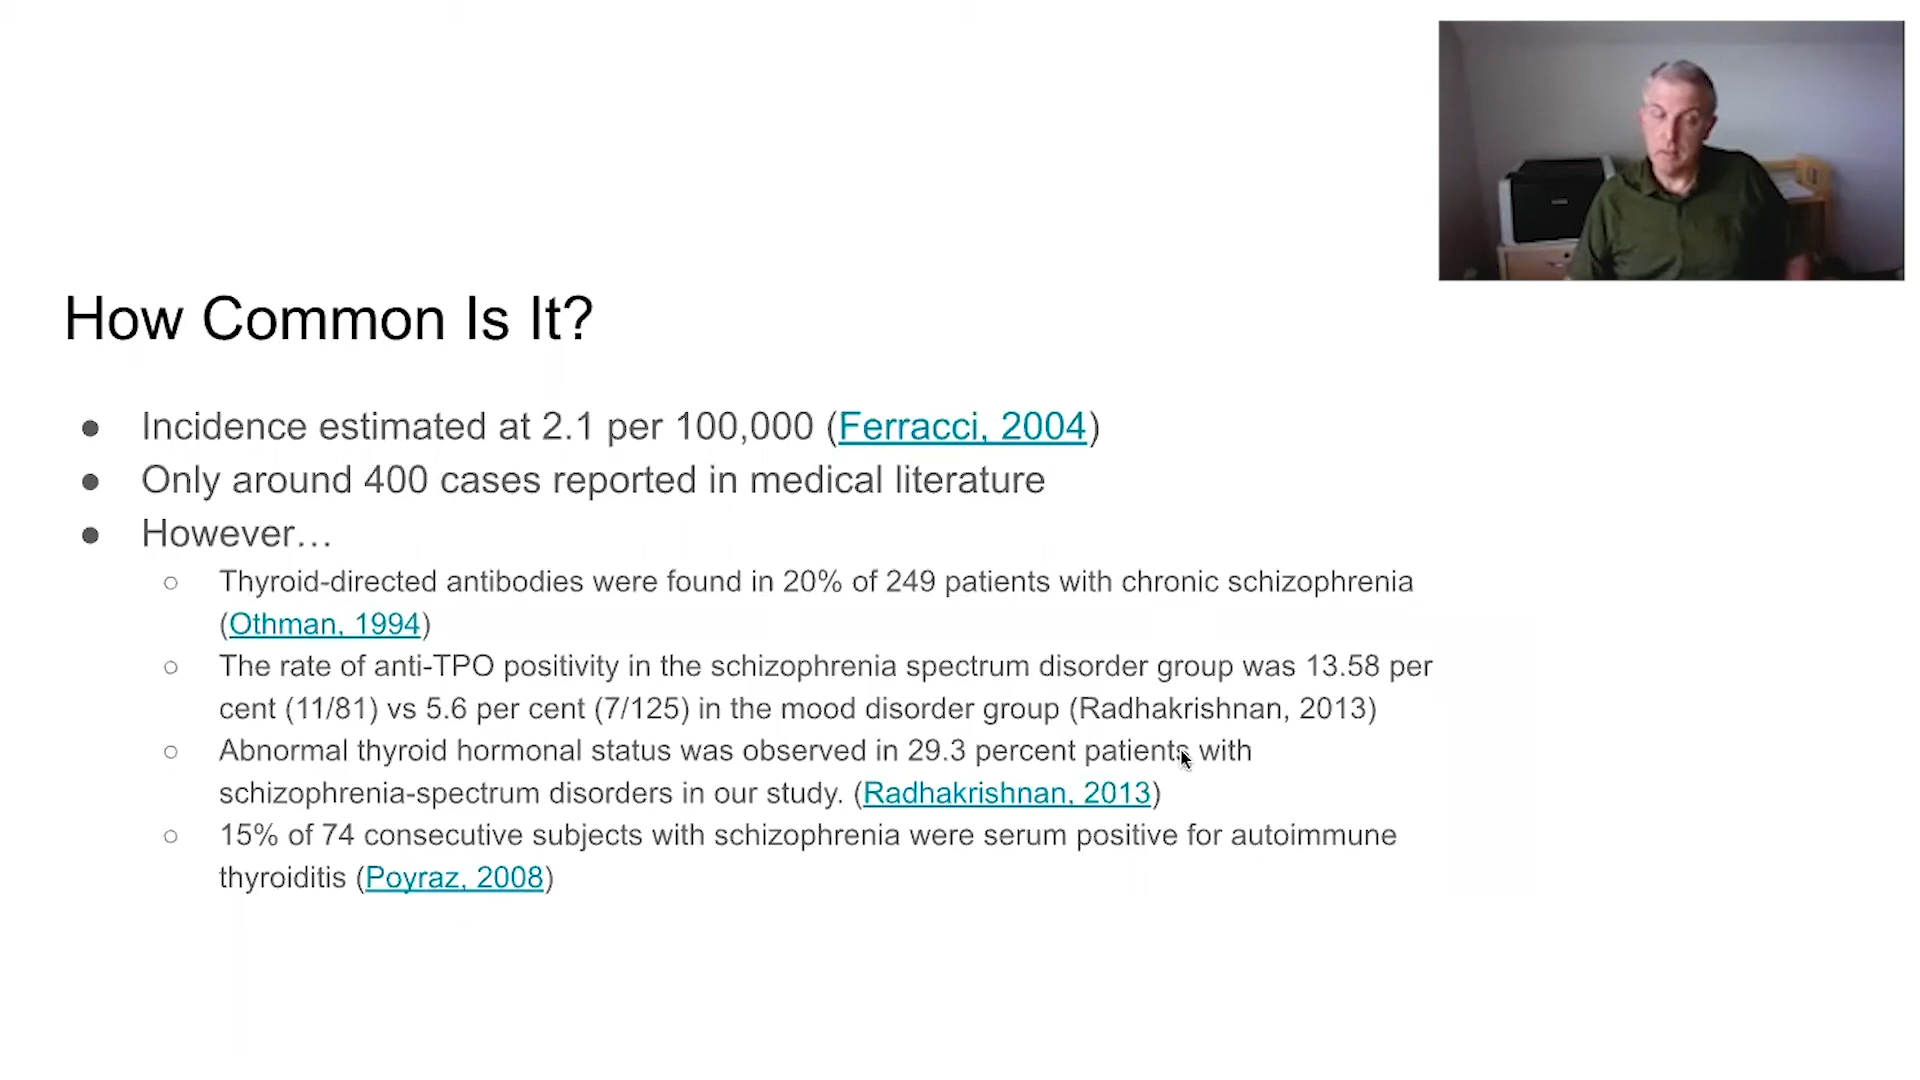 How Common Is It?
● Incidence estimated at 2.1 per 100,000 (Ferracci, 2004)
● Only around 400 cases reported in medical literature
● However…
○ Thyroid-directed antibodies were found in 20% of 249 patients with chronic schizophrenia
(Othman, 1994)
○ The rate of anti-TPO positivity in the schizophrenia spectrum disorder group was 13.58 per
cent (11/81) vs 5.6 per cent (7/125) in the mood disorder group (Radhakrishnan, 2013)
○ Abnormal thyroid hormonal status was observed in 29.3 percent patients with
schizophrenia-spectrum disorders in our study. (Radhakrishnan, 2013)
○ 15% of 74 consecutive subjects with schizophrenia were serum positive for autoimmune
thyroiditis (Poyraz, 2008)